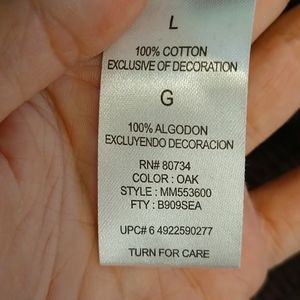 L
100% COTTON
EXCLUSIVE OF DECORATION
G
100% ALGODON
EXCLUYENDO DECORACION
RN# 80734
COLOR : OAK
STYLE : MM553600
FTY : B909SEA
UPC# 6 4922590277
TURN FOR CARE